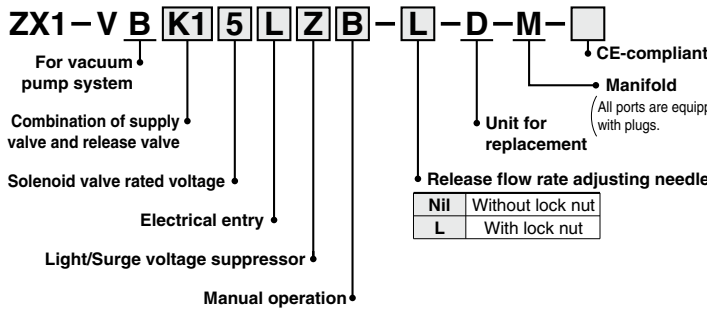 ZX1-V B K1 5 L Z B - L - D - M -
For vacuum
pump system
Combination of supply
valve and release valve
Solenoid valve rated voltage
Electrical entry
Light/Surge voltage suppressor
Manual operation
CE-compliant
Manifold
(All ports are equipp
with plugs.
Unit for
replacement
Release flow rate adjusting needle
Nil Without lock nut
L With lock nut